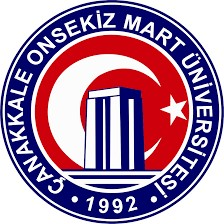 ÇANAKKALE ONSEKİZ MART ÜNİVERSİTESİ
• 1992 •